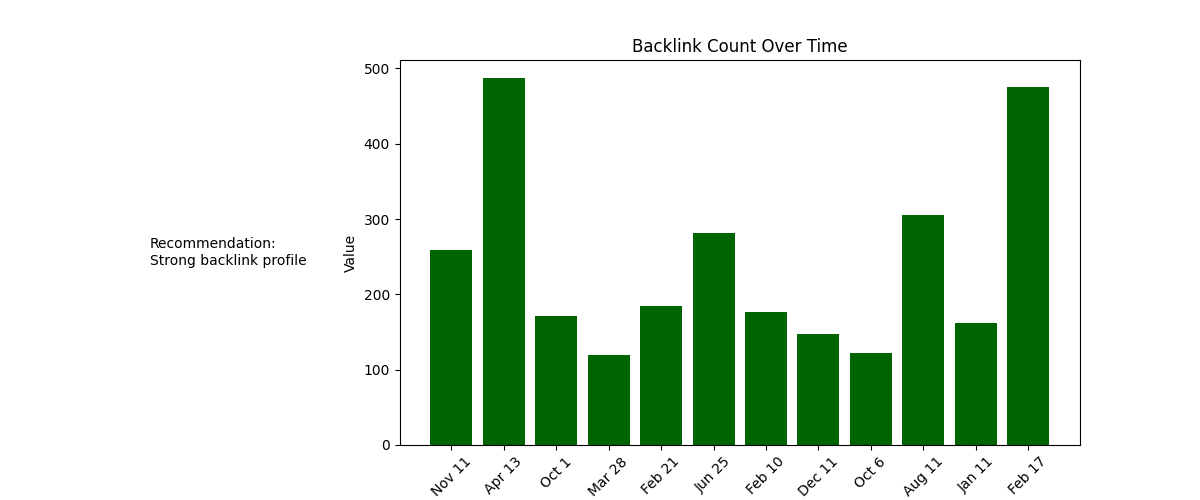 Backlink Count Over Time
Recommendation:
Strong backlink profile
Value
500
400
300
200
100
0
Nov 11
Apr 13
Oct 1
Mar 28
Feb 21
Jun 25
Feb 10
Dec 11
Oct 6
Aug 11
Jan 11
Feb 17